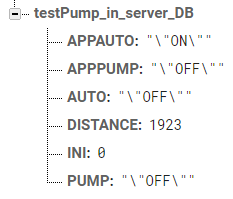 testPump_in_server_DB
APPAUTO: "\"ON\""
APPPUMP: "\"OFF\""
AUTO: "\"OFF\""
DISTANCE: 1923
INI: 0
PUMP: "\"OFF\""